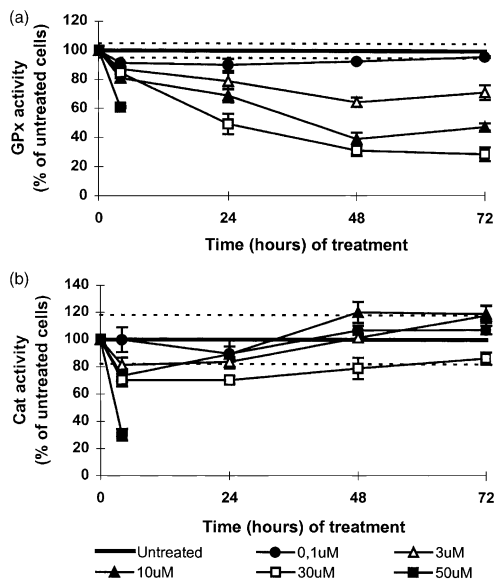 (a)
120
100
80
60
40
20
0
GPx activity
(% of untreated cells)
0 24 48 72
Time (hours) of treatment
(b)
140
120
100
80
60
40
20
0
Cat activity
(% of untreated cells)
0 24 48 72
Time (hours) of treatment
Untreated 0,1uM 3uM
10uM 30uM 50uM